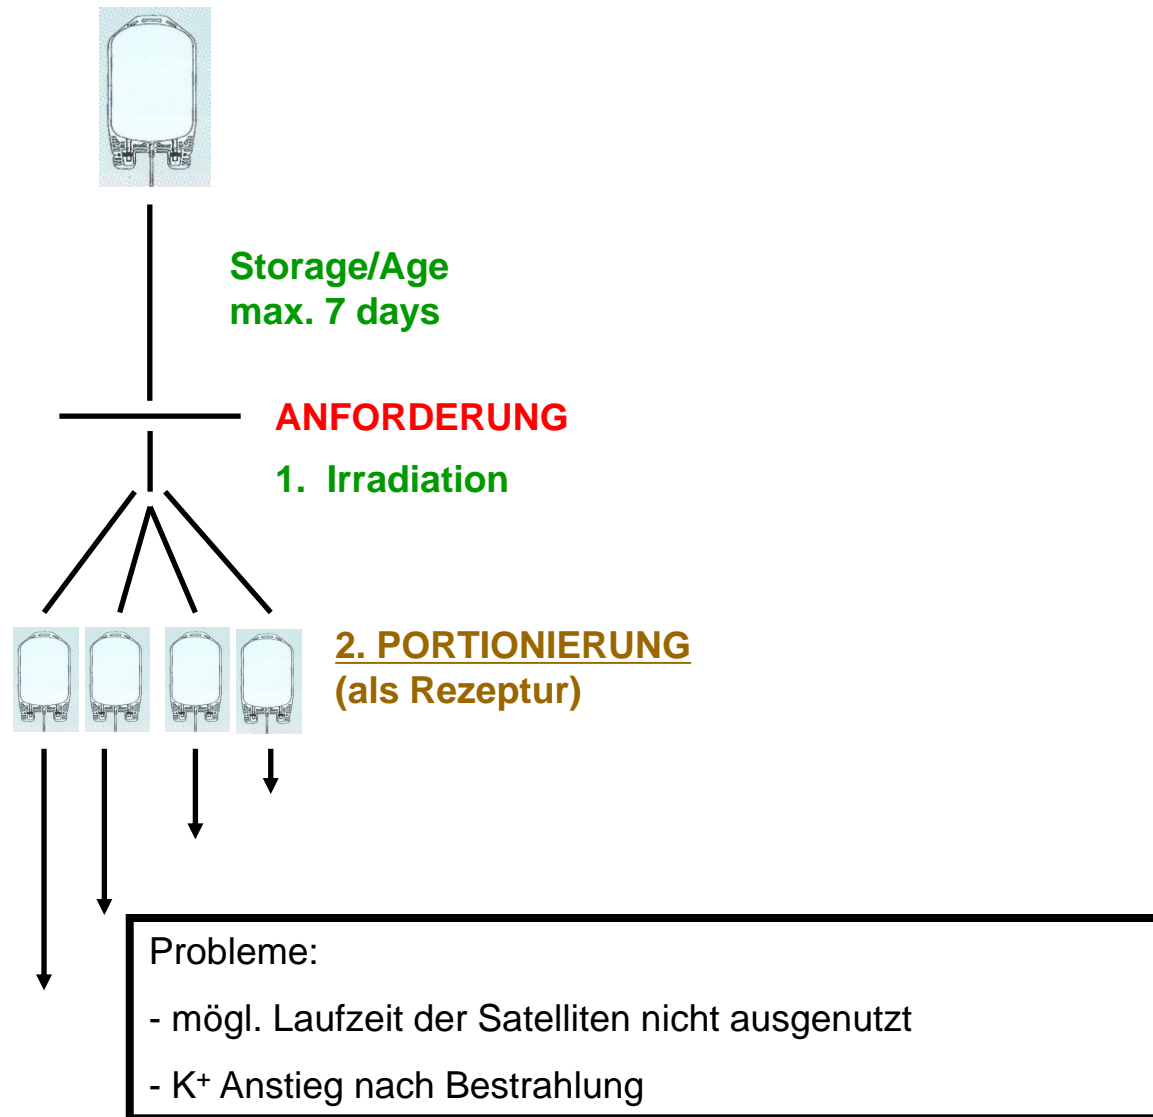 Storage/Age
max. 7 days
ANFORDERUNG
1. Irradiation
2. PORTIONIERUNG
(als Rezeptur)
Probleme:
- mögl. Laufzeit der Satelliten nicht ausgenutzt
- K⁺ Anstieg nach Bestrahlung